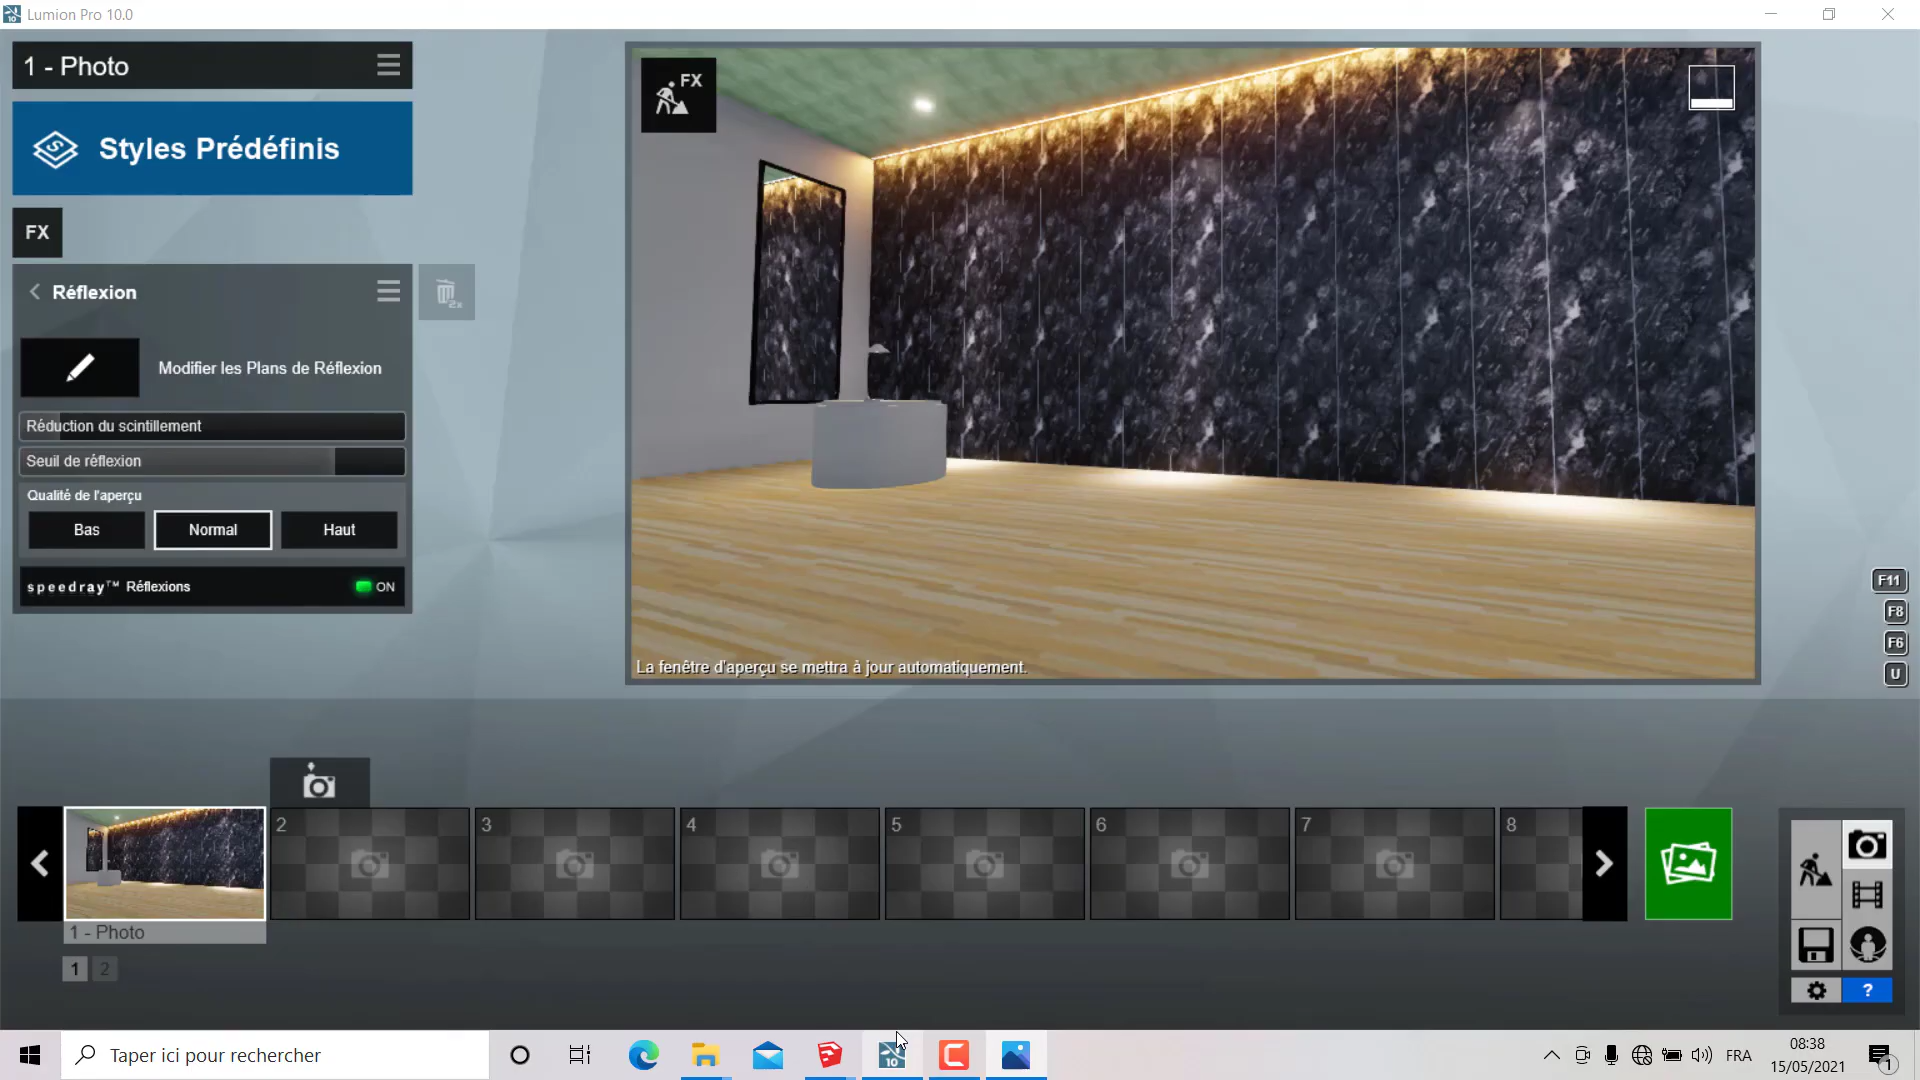 Lumion Pro 10.0
1 - Photo
Styles Prédéfinis
FX
Réflexion
2x
Modifier les Plans de Réflexion
Réduction du scintillement
Seuil de réflexion
Qualité de l'aperçu
Bas
Normal
Haut
speedray™ Réflexions
ON
FX
La fenêtre d'aperçu se mettra à jour automatiquement.
F11
F8
F6
U
2
3
4
5
6
7
8
1 - Photo
1
2
?
Taper ici pour rechercher
10
FRA
08:38
15/05/2021
1